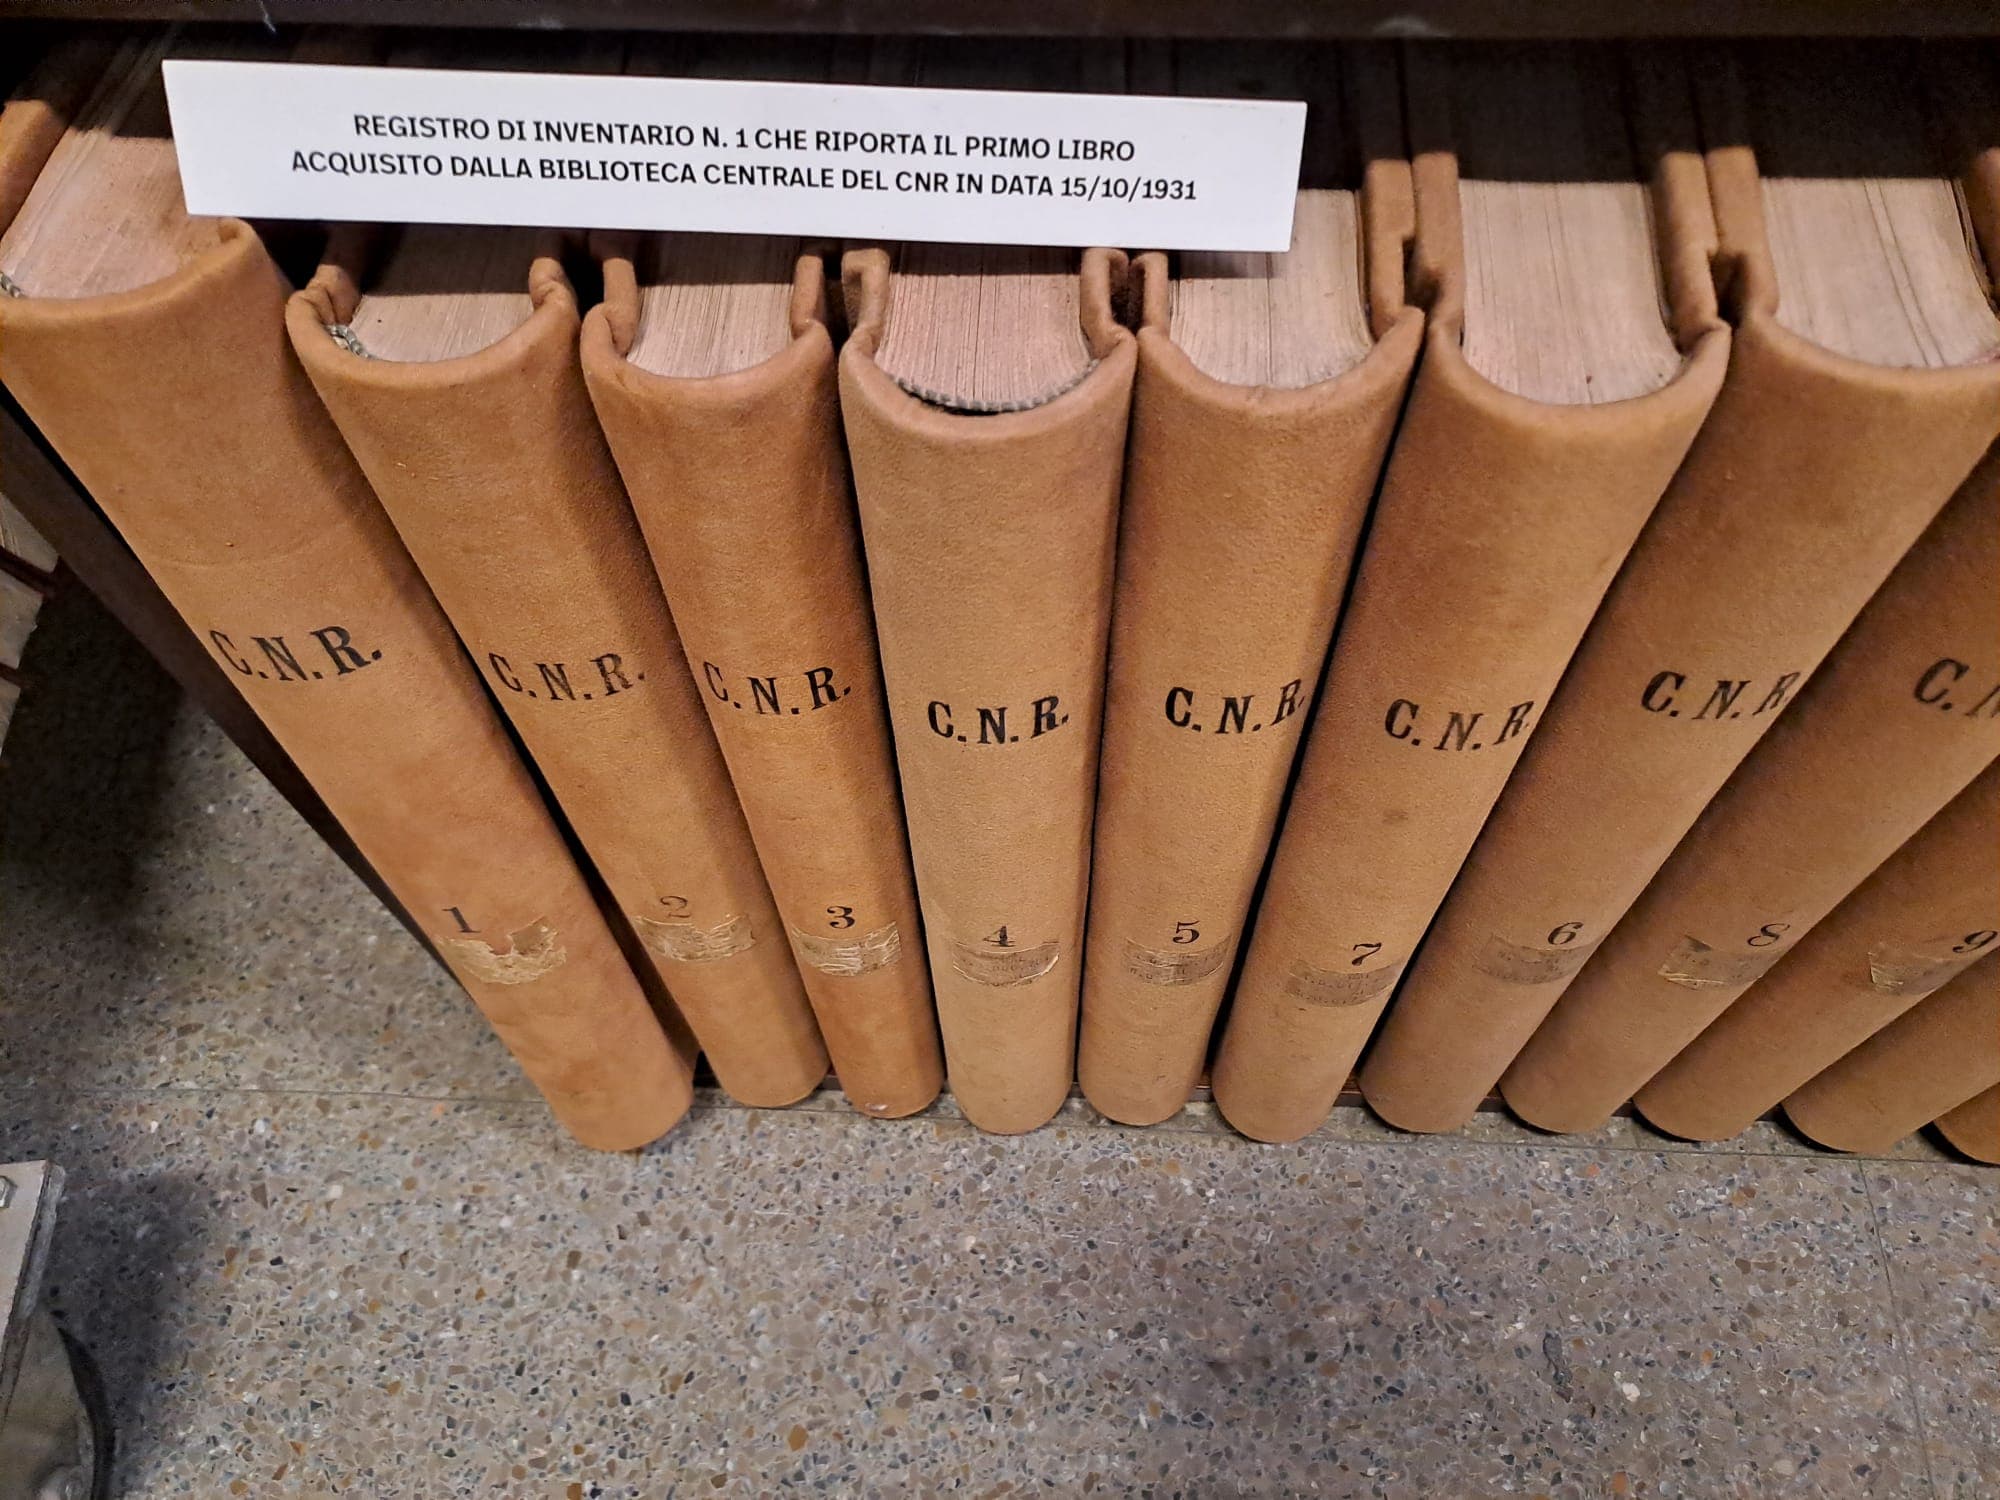 REGISTRO DI INVENTARIO N. 1 CHE RIPORTA IL PRIMO LIBRO
ACQUISITO DALLA BIBLIOTECA CENTRALE DEL CNR IN DATA 15/10/1931
C.N.R.
1
C.N.R.
2
C.N.R.
3
C.N.R.
4
C.N.R.
5
C.N.R.
7
C.N.R.
6
C.N.
8
9